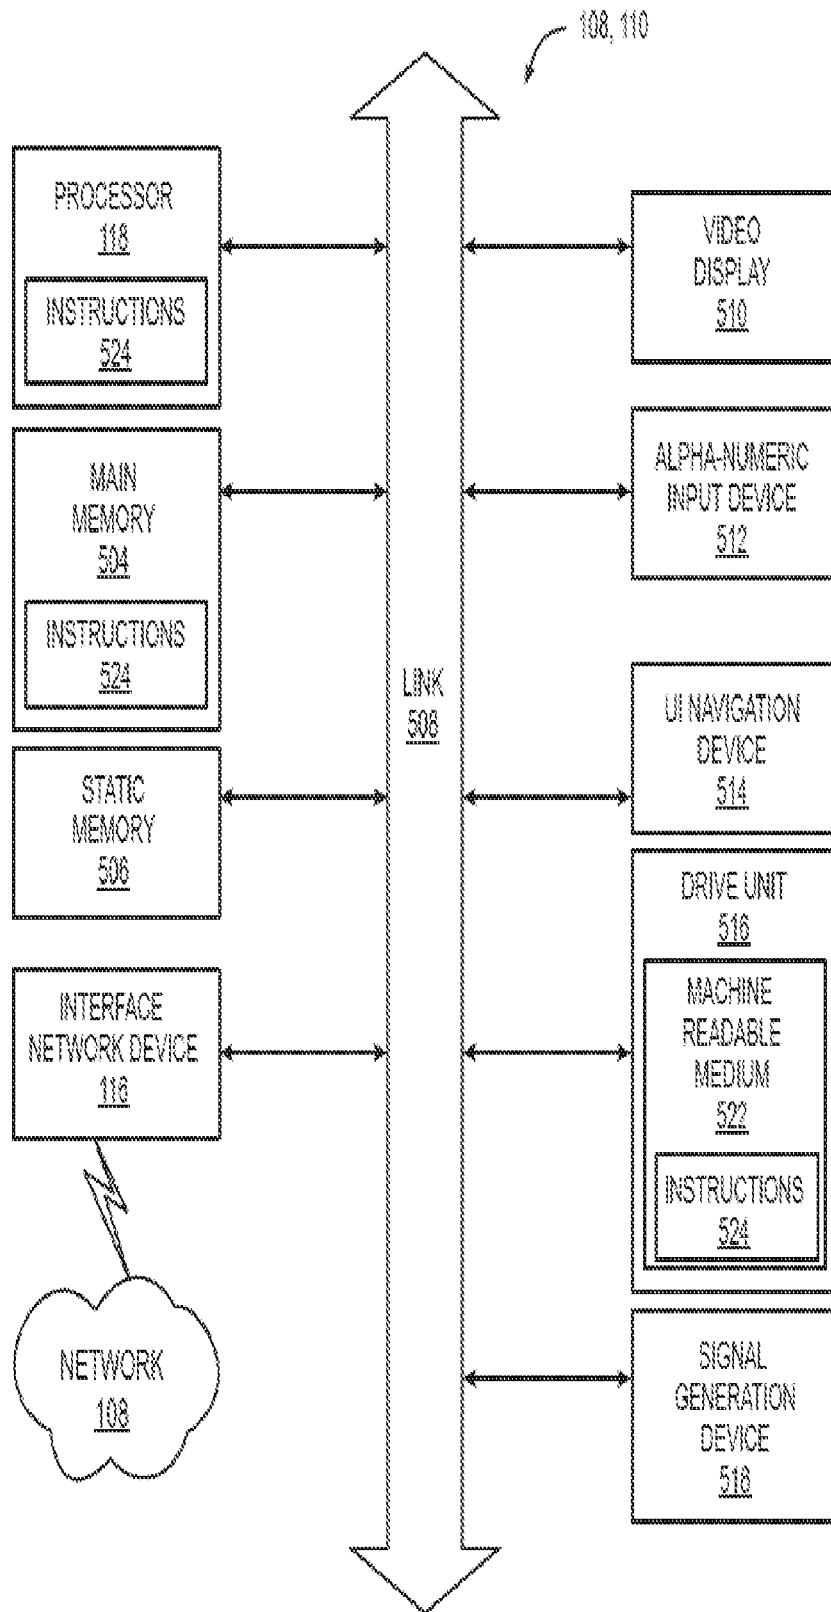 108, 110
PROCESSOR
118
INSTRUCTIONS
524
MAIN
MEMORY
504
INSTRUCTIONS
524
STATIC
MEMORY
506
INTERFACE
NETWORK DEVICE
116
NETWORK
108
LINK
508
VIDEO
DISPLAY
510
ALPHA-NUMERIC
INPUT DEVICE
512
UI NAVIGATION
DEVICE
514
DRIVE UNIT
516
MACHINE
READABLE
MEDIUM
522
INSTRUCTIONS
524
SIGNAL
GENERATION
DEVICE
518